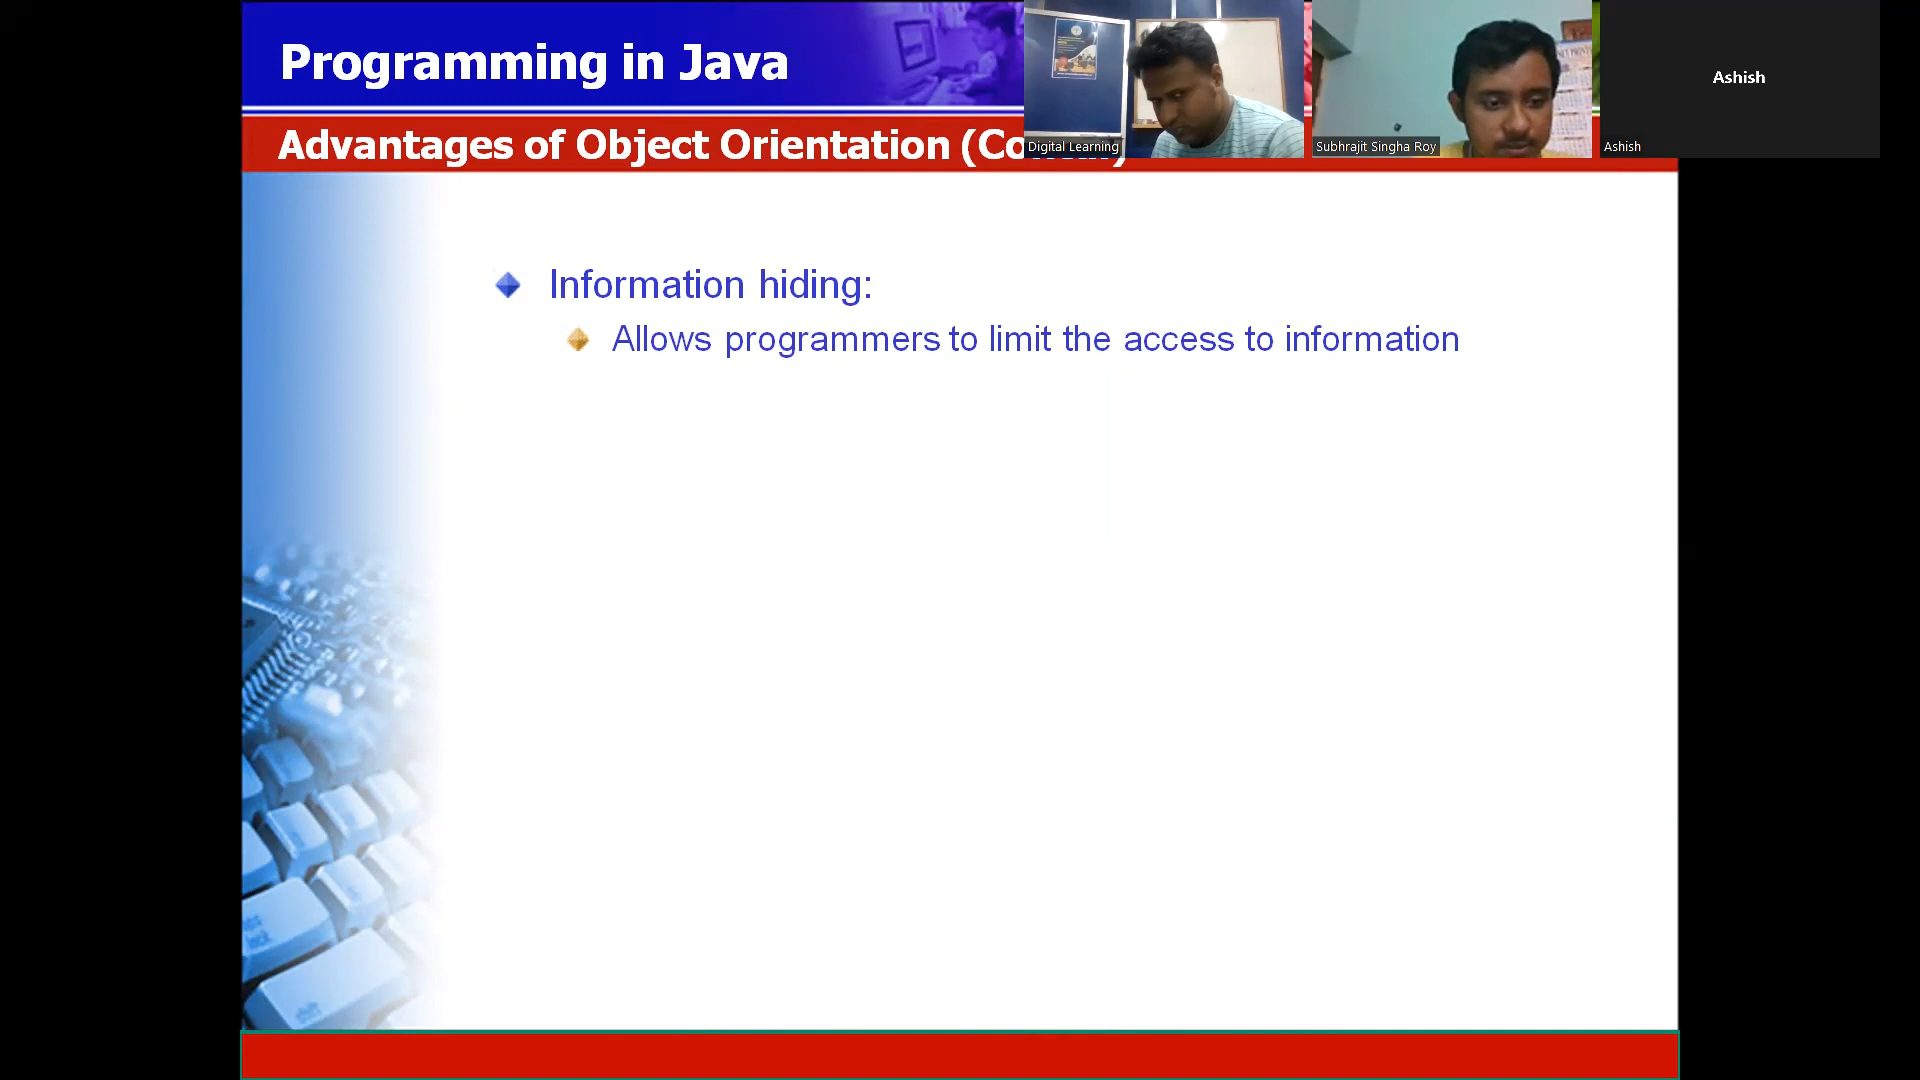 Programming in Java
Advantages of Object Orientation (Co
Information hiding:
Allows programmers to limit the access to information
Digital Learning
Subhrajit Singha Roy
Ashish
Ashish